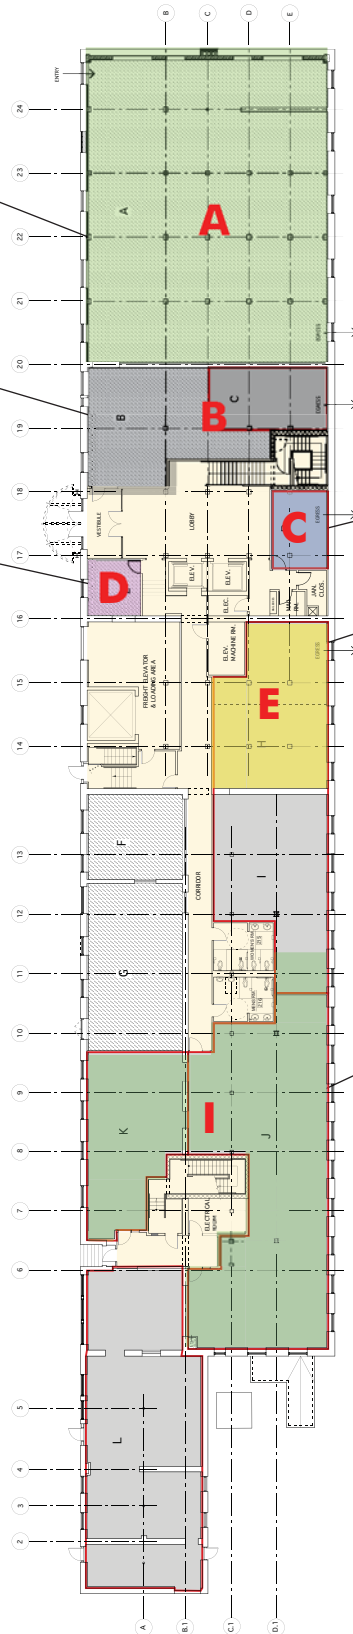 B
C
D
E
ENTRY
24
23
A
A
22
21
EGRESS
20
C
B
B
EGRESS
19
18
VESTIBULE
LOBBY
C
EGRESS
17
D
ELEV.
ELEV.
ELEC.
JAN.
CLOS.
16
FREIGHT ELEVATOR
& LOADING AREA
ELEV.
MACHINE RM.
EGRESS
15
E
H
14
F
13
I
CORRIDOR
12
G
11
10
9
K
I
J
8
7
ELECTRICAL
ROOM
6
5
L
4
3
2
A
B.1
C.1
D.1